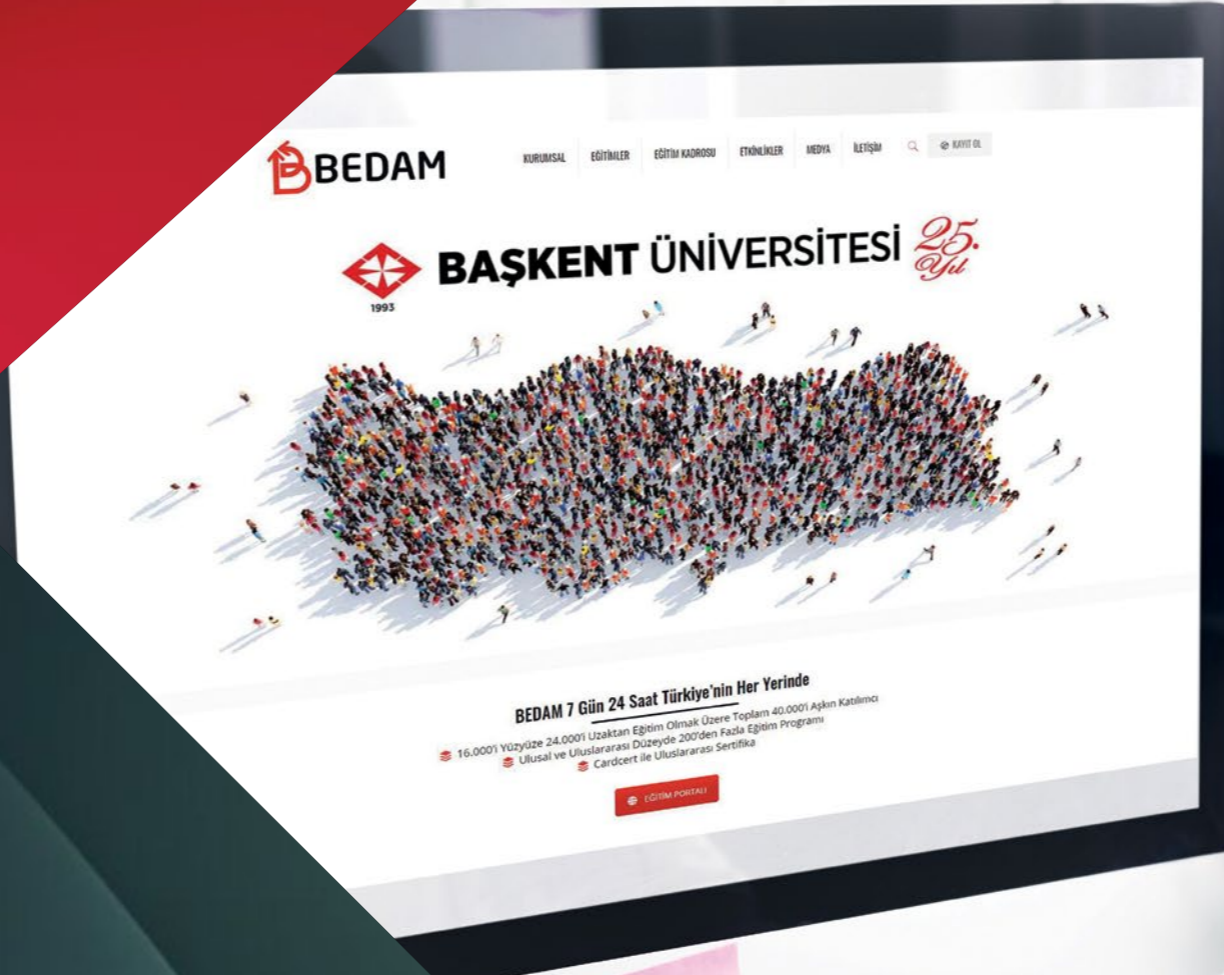 BEDAM
KURUMSAL EĞİTİMLER EĞİTİM KADROSU ETKİNLİKLER MEDYA İLETİŞİM KAYIT OL
BAŞKENT ÜNİVERSİTESİ 25. Yıl
1993
BEDAM 7 Gün 24 Saat Türkiye'nin Her Yerinde
16.000'i Yüzyüze 24.000'i Uzaktan Eğitim Olmak Üzere Toplam 40.000'i Aşkın Katılımcı
Ulusal ve Uluslararası Düzeyde 200'den Fazla Eğitim Programı
Cardcert ile Uluslararası Sertifika
EĞİTİM PORTALI